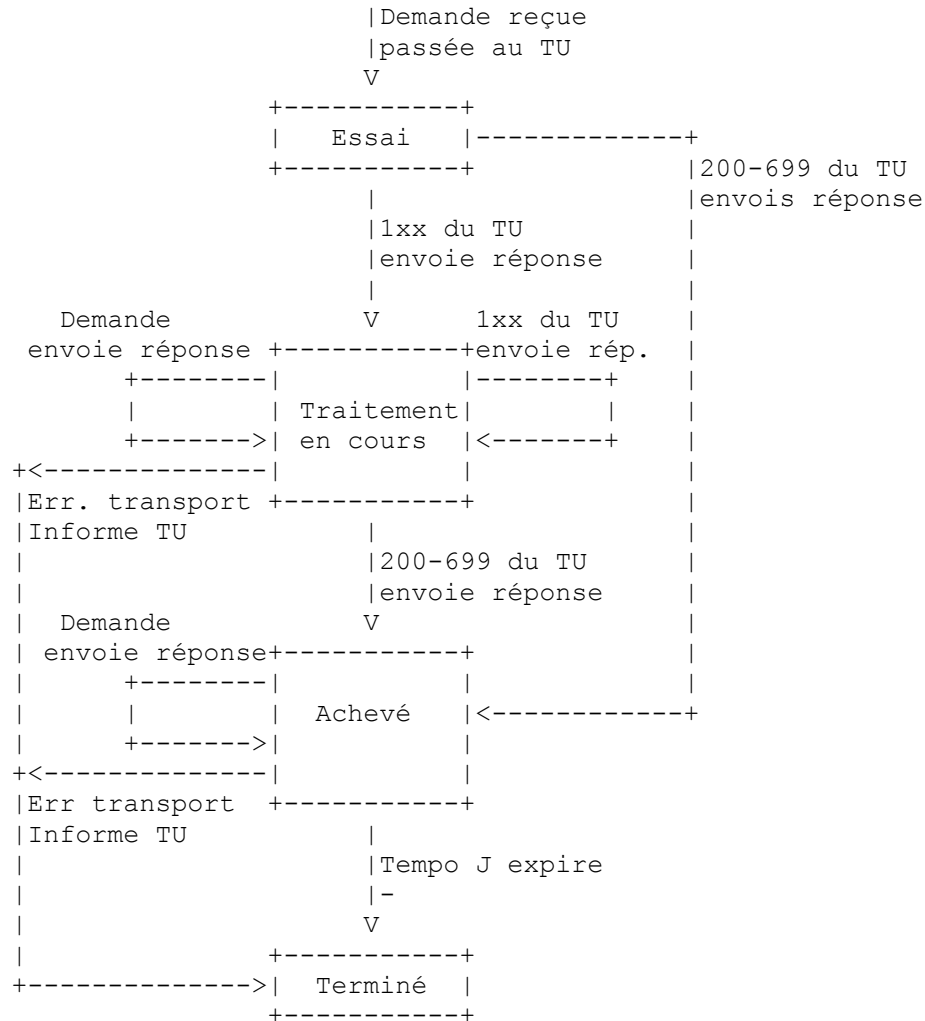 Demande reçue
passée au TU
V
Essai
200-699 du TU
envois réponse
1xx du TU
envoie réponse
Demande V 1xx du TU
envoie réponse envoie rép.
Traitement
en cours
Err. transport
Informe TU
200-699 du TU
envoie réponse
Demande V
envoie réponse
Achevé
Err transport
Informe TU
Tempo J expire
-
V
Terminé